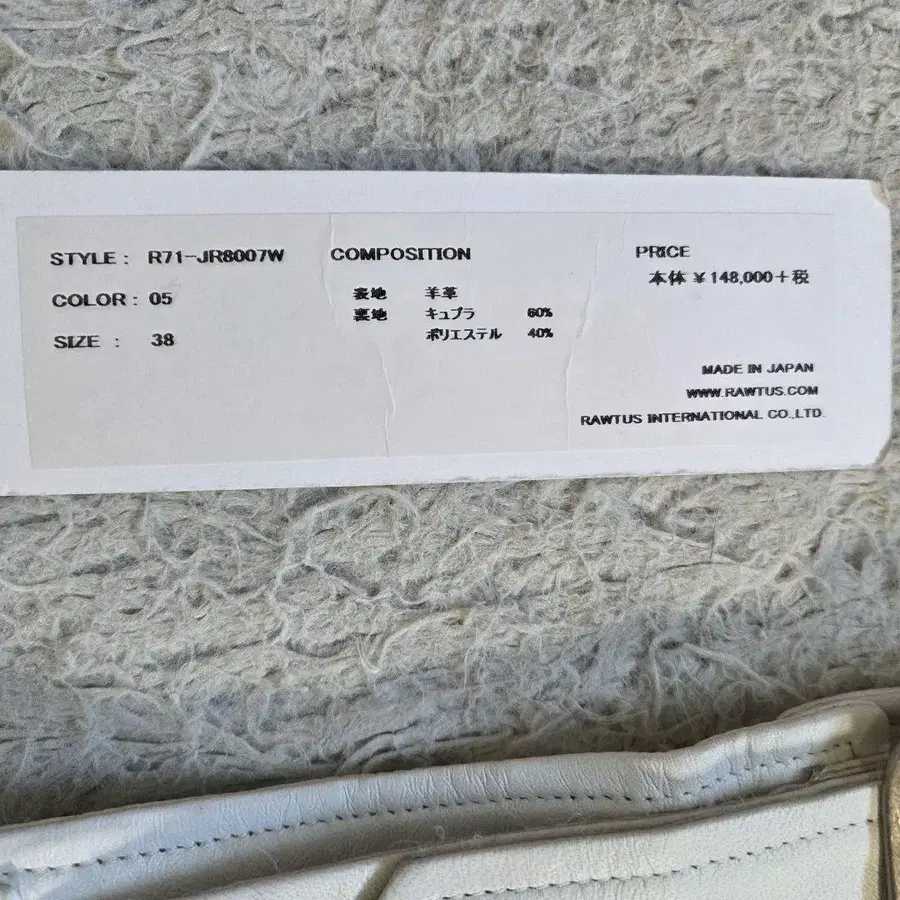 STYLE : R71-JR8007W
COLOR : 05
SIZE : 38
COMPOSITION
表地 羊革
裏地 キュプラ 60%
ポリエステル 40%
PRICE
本体 ¥148,000+税
MADE IN JAPAN
WWW.RAWTUS.COM
RAWTUS INTERNATIONAL CO.,LTD.